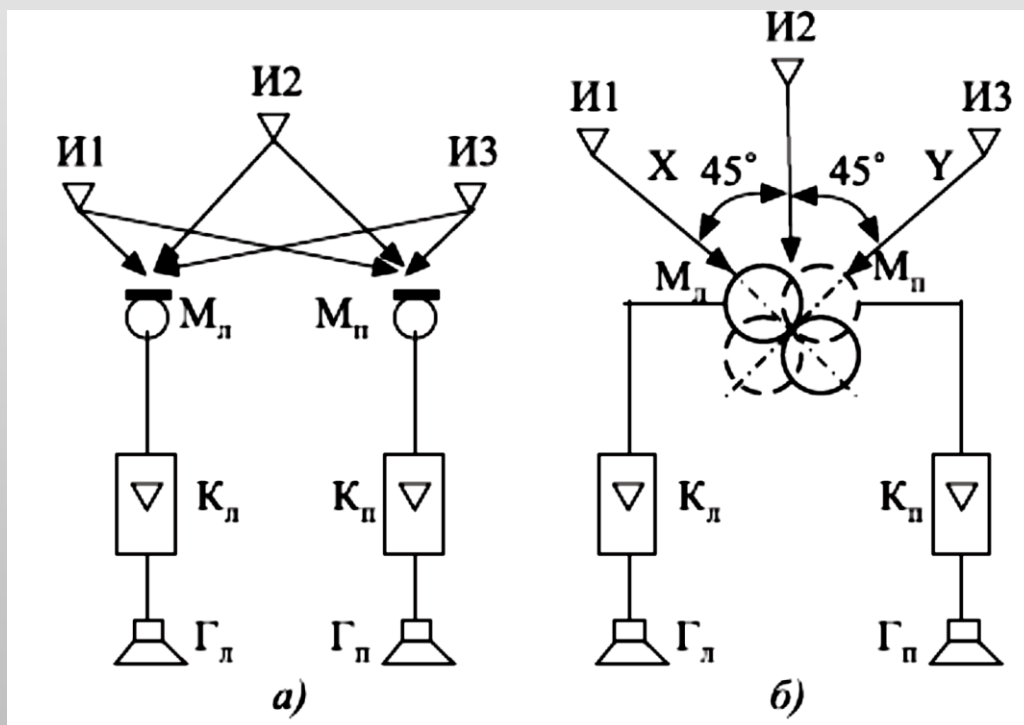 И2
И1
И3
Мл
Мп
Кл
Кп
Гл
Гп
а)
И2
И1
И3
X
45°
45°
Y
Мл
Мп
Кл
Кп
Гл
Гп
б)